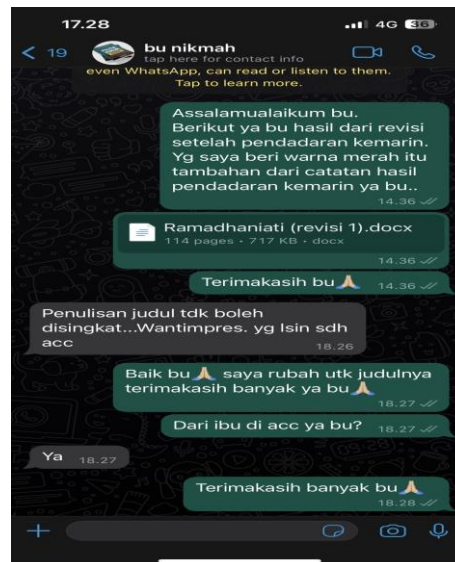 17.28
4G 36
19
bu nikmah
tap here for contact info
even WhatsApp, can read or listen to them.
Tap to learn more.
Assalamualaikum bu.
Berikut ya bu hasil dari revisi
setelah pendadaran kemarin.
Yg saya beri warna merah itu
tambahan dari catatan hasil
pendadaran kemarin ya bu..
14.36
Ramadhaniati (revisi 1).docx
114 pages • 717 KB • docx
14.36
Terimakasih bu🙏 14.36
Penulisan judul tdk boleh
disingkat...Wantimpres. yg Isin sdh
acc
18.26
Baik bu🙏 saya rubah utk judulnya
terimakasih banyak ya bu🙏
18.27
Dari ibu di acc ya bu? 18.27
Ya 18.27
Terimakasih banyak bu🙏
18.28